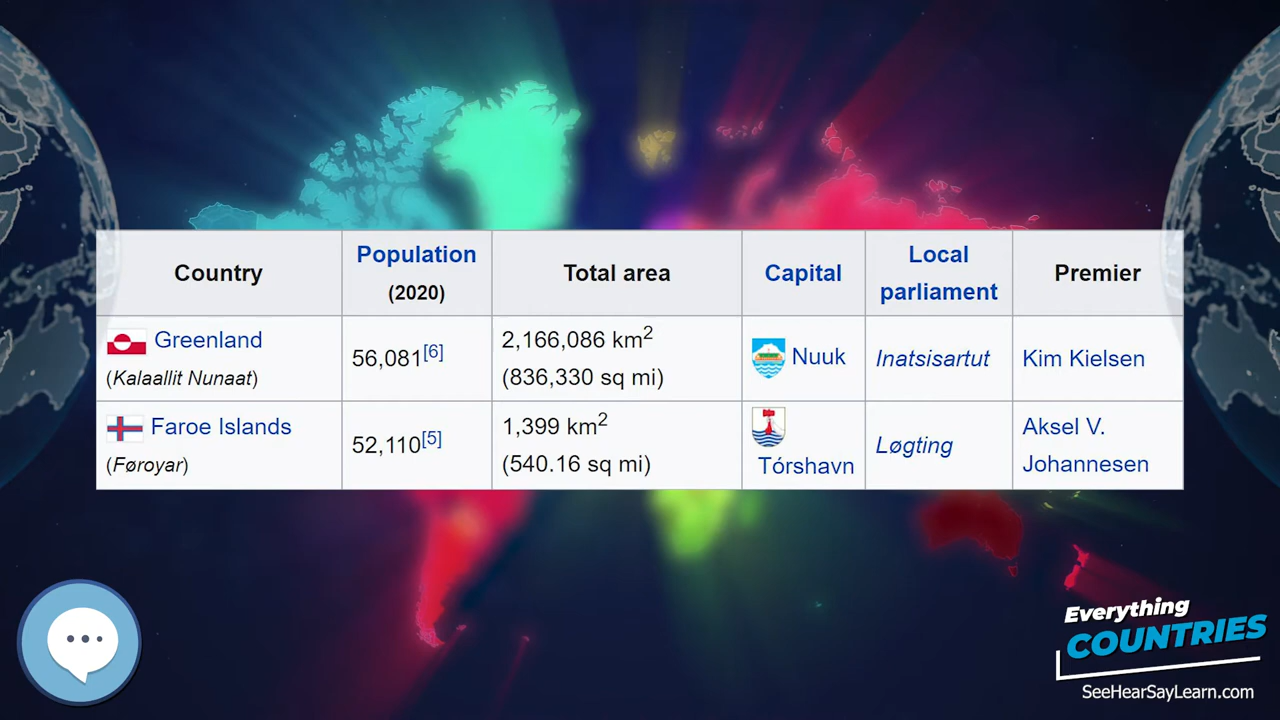 Country
Population
(2020)
Total area
Capital
Local
parliament
Premier
Greenland
(Kalaallit Nunaat)
56,081[6]
2,166,086 km2
(836,330 sq mi)
Nuuk
Inatsisartut
Kim Kielsen
Faroe Islands
(Føroyar)
52,110[5]
1,399 km2
(540.16 sq mi)
Tórshavn
Løgting
Aksel V.
Johannesen
Everything
COUNTRIES
SeeHearSayLearn.com